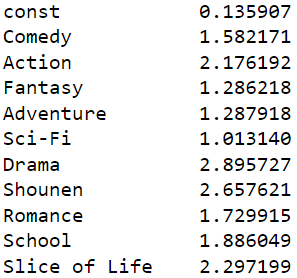 const 0.135907
Comedy 1.582171
Action 2.176192
Fantasy 1.286218
Adventure 1.287918
Sci-Fi 1.013140
Drama 2.895727
Shounen 2.657621
Romance 1.729915
School 1.886049
Slice of Life 2.297199